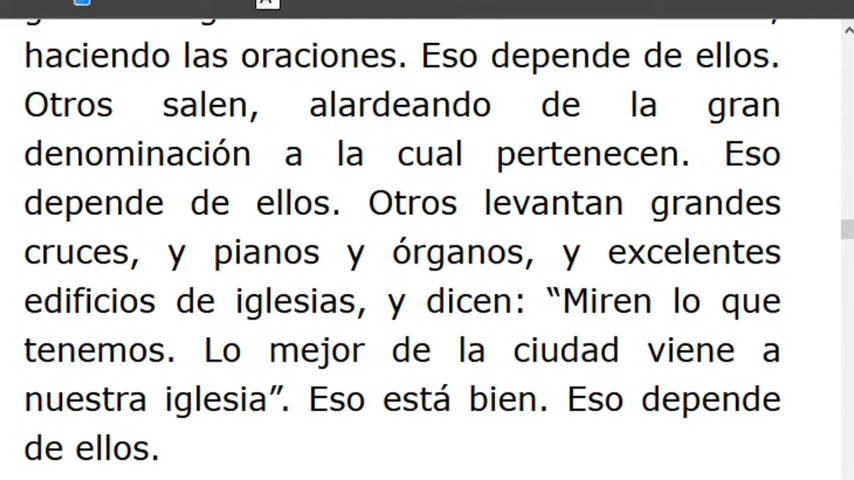 haciendo las oraciones. Eso depende de ellos.
Otros salen, alardeando de la gran
denominación a la cual pertenecen. Eso
depende de ellos. Otros levantan grandes
cruces, y pianos y órganos, y excelentes
edificios de iglesias, y dicen: “Miren lo que
tenemos. Lo mejor de la ciudad viene a
nuestra iglesia”. Eso está bien. Eso depende
de ellos.